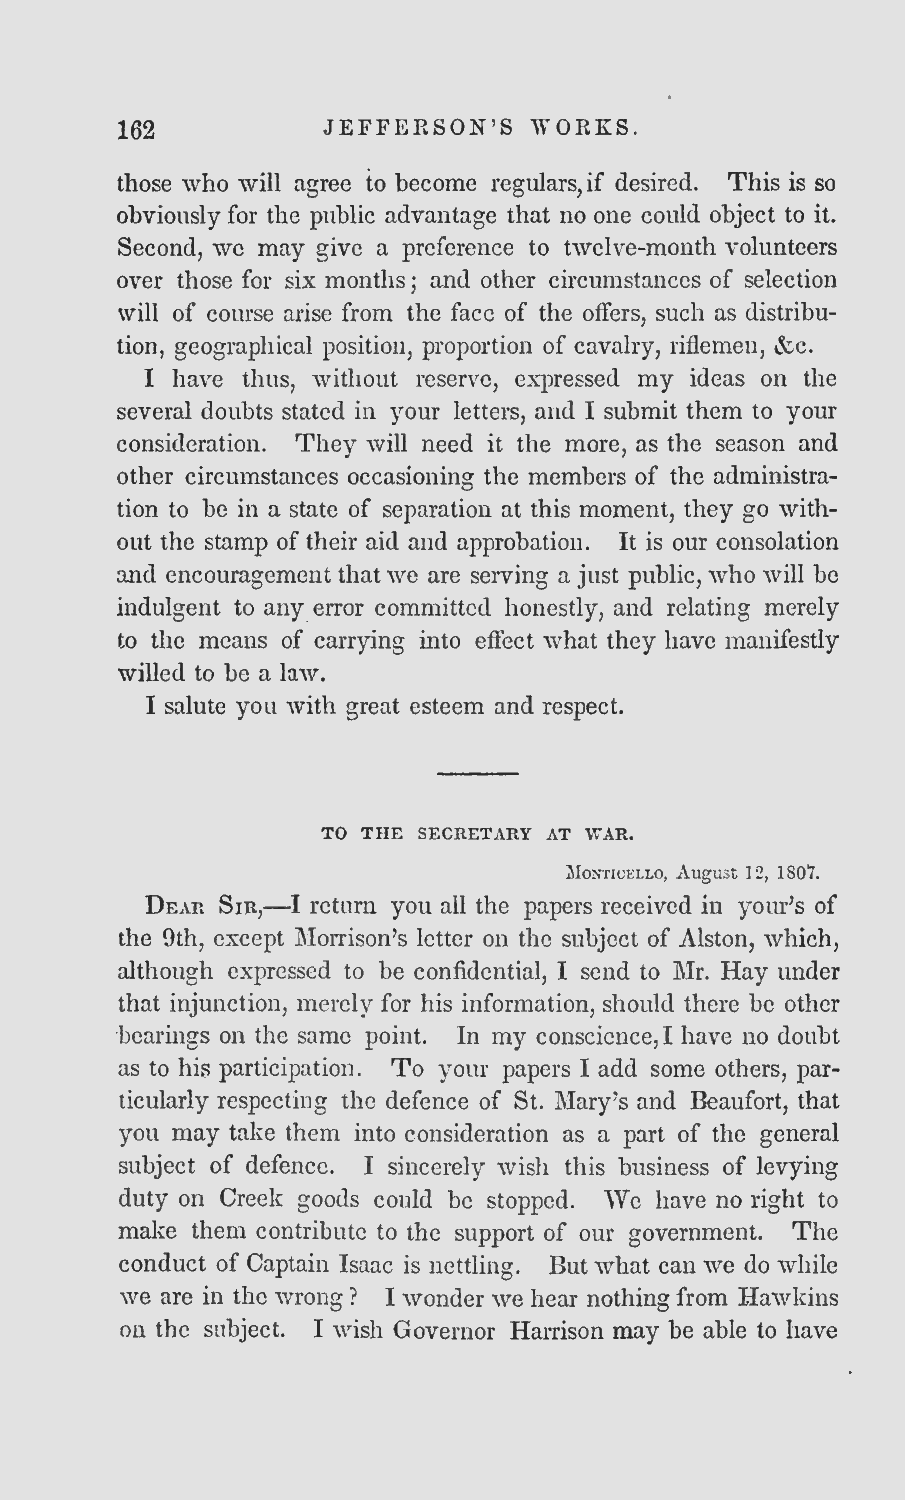 162 JEFFERSON'S WORKS.
those who will agree to become regulars, if desired. This is so
obviously for the public advantage that no one could object to it.
Second, we may give a preference to twelve-month volunteers
over those for six months; and other circumstances of selection
will of course arise from the face of the offers, such as distribu-
tion, geographical position, proportion of cavalry, riflemen, &c.
I have thus, without reserve, expressed my ideas on the
several doubts stated in your letters, and I submit them to your
consideration. They will need it the more, as the season and
other circumstances occasioning the members of the administra-
tion to be in a state of separation at this moment, they go with-
out the stamp of their aid and approbation. It is our consolation
and encouragement that we are serving a just public, who will be
indulgent to any error committed honestly, and relating merely
to the means of carrying into effect what they have manifestly
willed to be a law.
I salute you with great esteem and respect.
TO THE SECRETARY AT WAR.
MONTICELLO, August 12, 1807.
DEAR SIR,—I return you all the papers received in your's of
the 9th, except Morrison's letter on the subject of Alston, which,
although expressed to be confidential, I send to Mr. Hay under
that injunction, merely for his information, should there be other
bearings on the same point. In my conscience, I have no doubt
as to his participation. To your papers I add some others, par-
ticularly respecting the defence of St. Mary's and Beaufort, that
you may take them into consideration as a part of the general
subject of defence. I sincerely wish this business of levying
duty on Creek goods could be stopped. We have no right to
make them contribute to the support of our government. The
conduct of Captain Isaac is nettling. But what can we do while
we are in the wrong? I wonder we hear nothing from Hawkins
on the subject. I wish Governor Harrison may be able to have